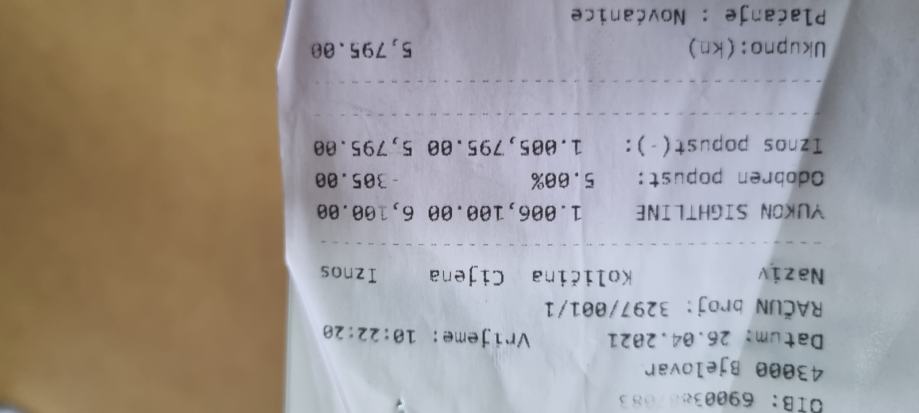 OIB:
43000 Bjelovar
Datum: 26.04.2021 Vrijeme: 10:22:20
RAČUN broj: 3297/001/1
Naziv Količina Cijena Iznos
YUKON SIGHTLINE 1.006,100.00 6,100.00
Odobren popust: 5.00% -305.00
Iznos popust(-): 1.005,795.00 5,795.00
Ukupno:(kn) 5,795.00
Plaćanje : Novčanice